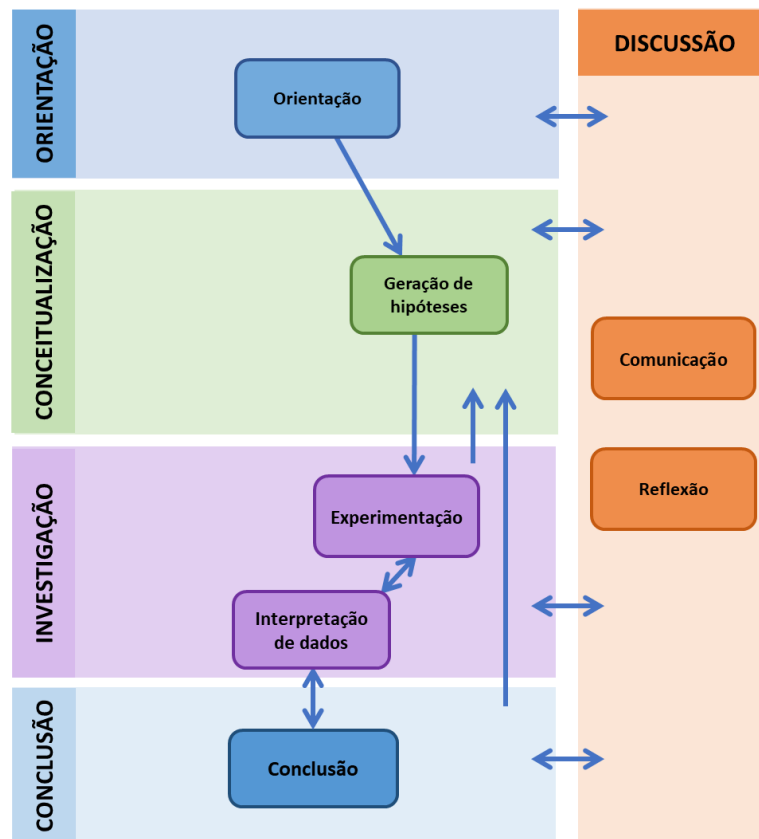 ORIENTAÇÃO
Orientação
CONCEITUALIZAÇÃO
Geração de
hipóteses
INVESTIGAÇÃO
Experimentação
Interpretação
de dados
CONCLUSÃO
Conclusão
DISCUSSÃO
Comunicação
Reflexão